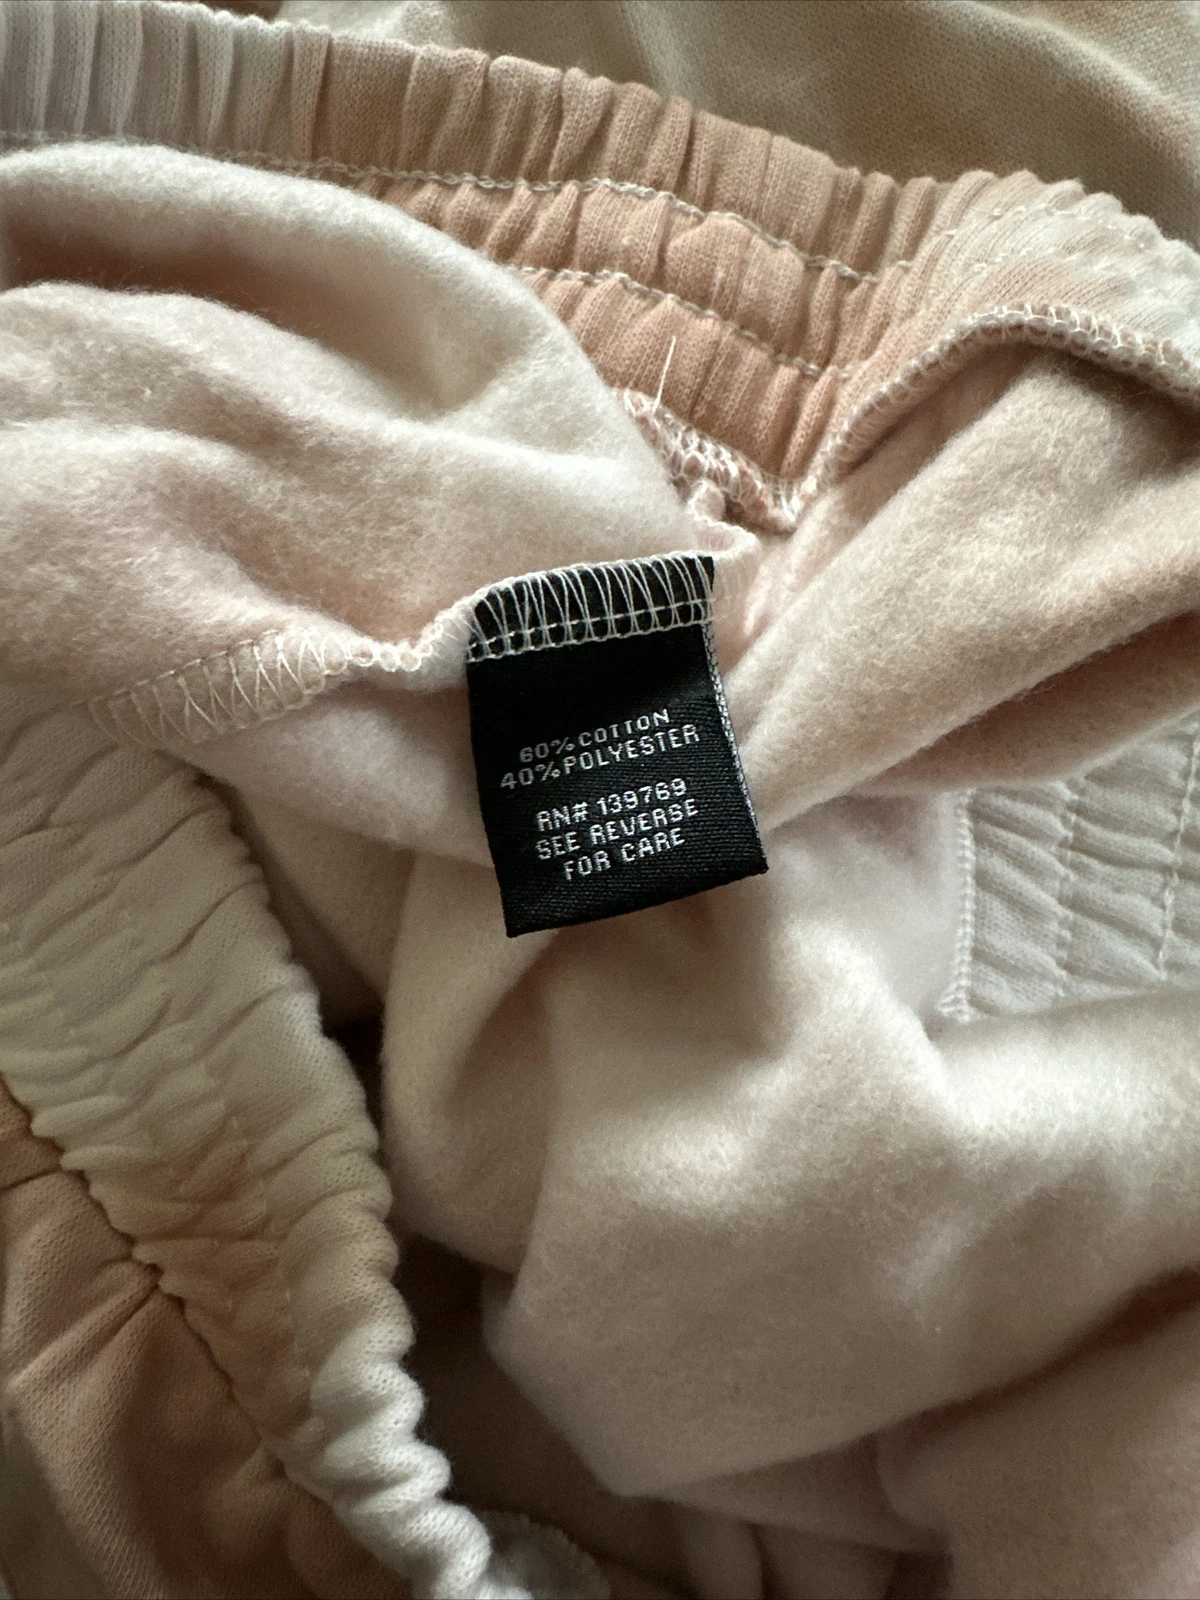 60% COTTON
40% POLYESTER
RN# 139769
SEE REVERSE
FOR CARE